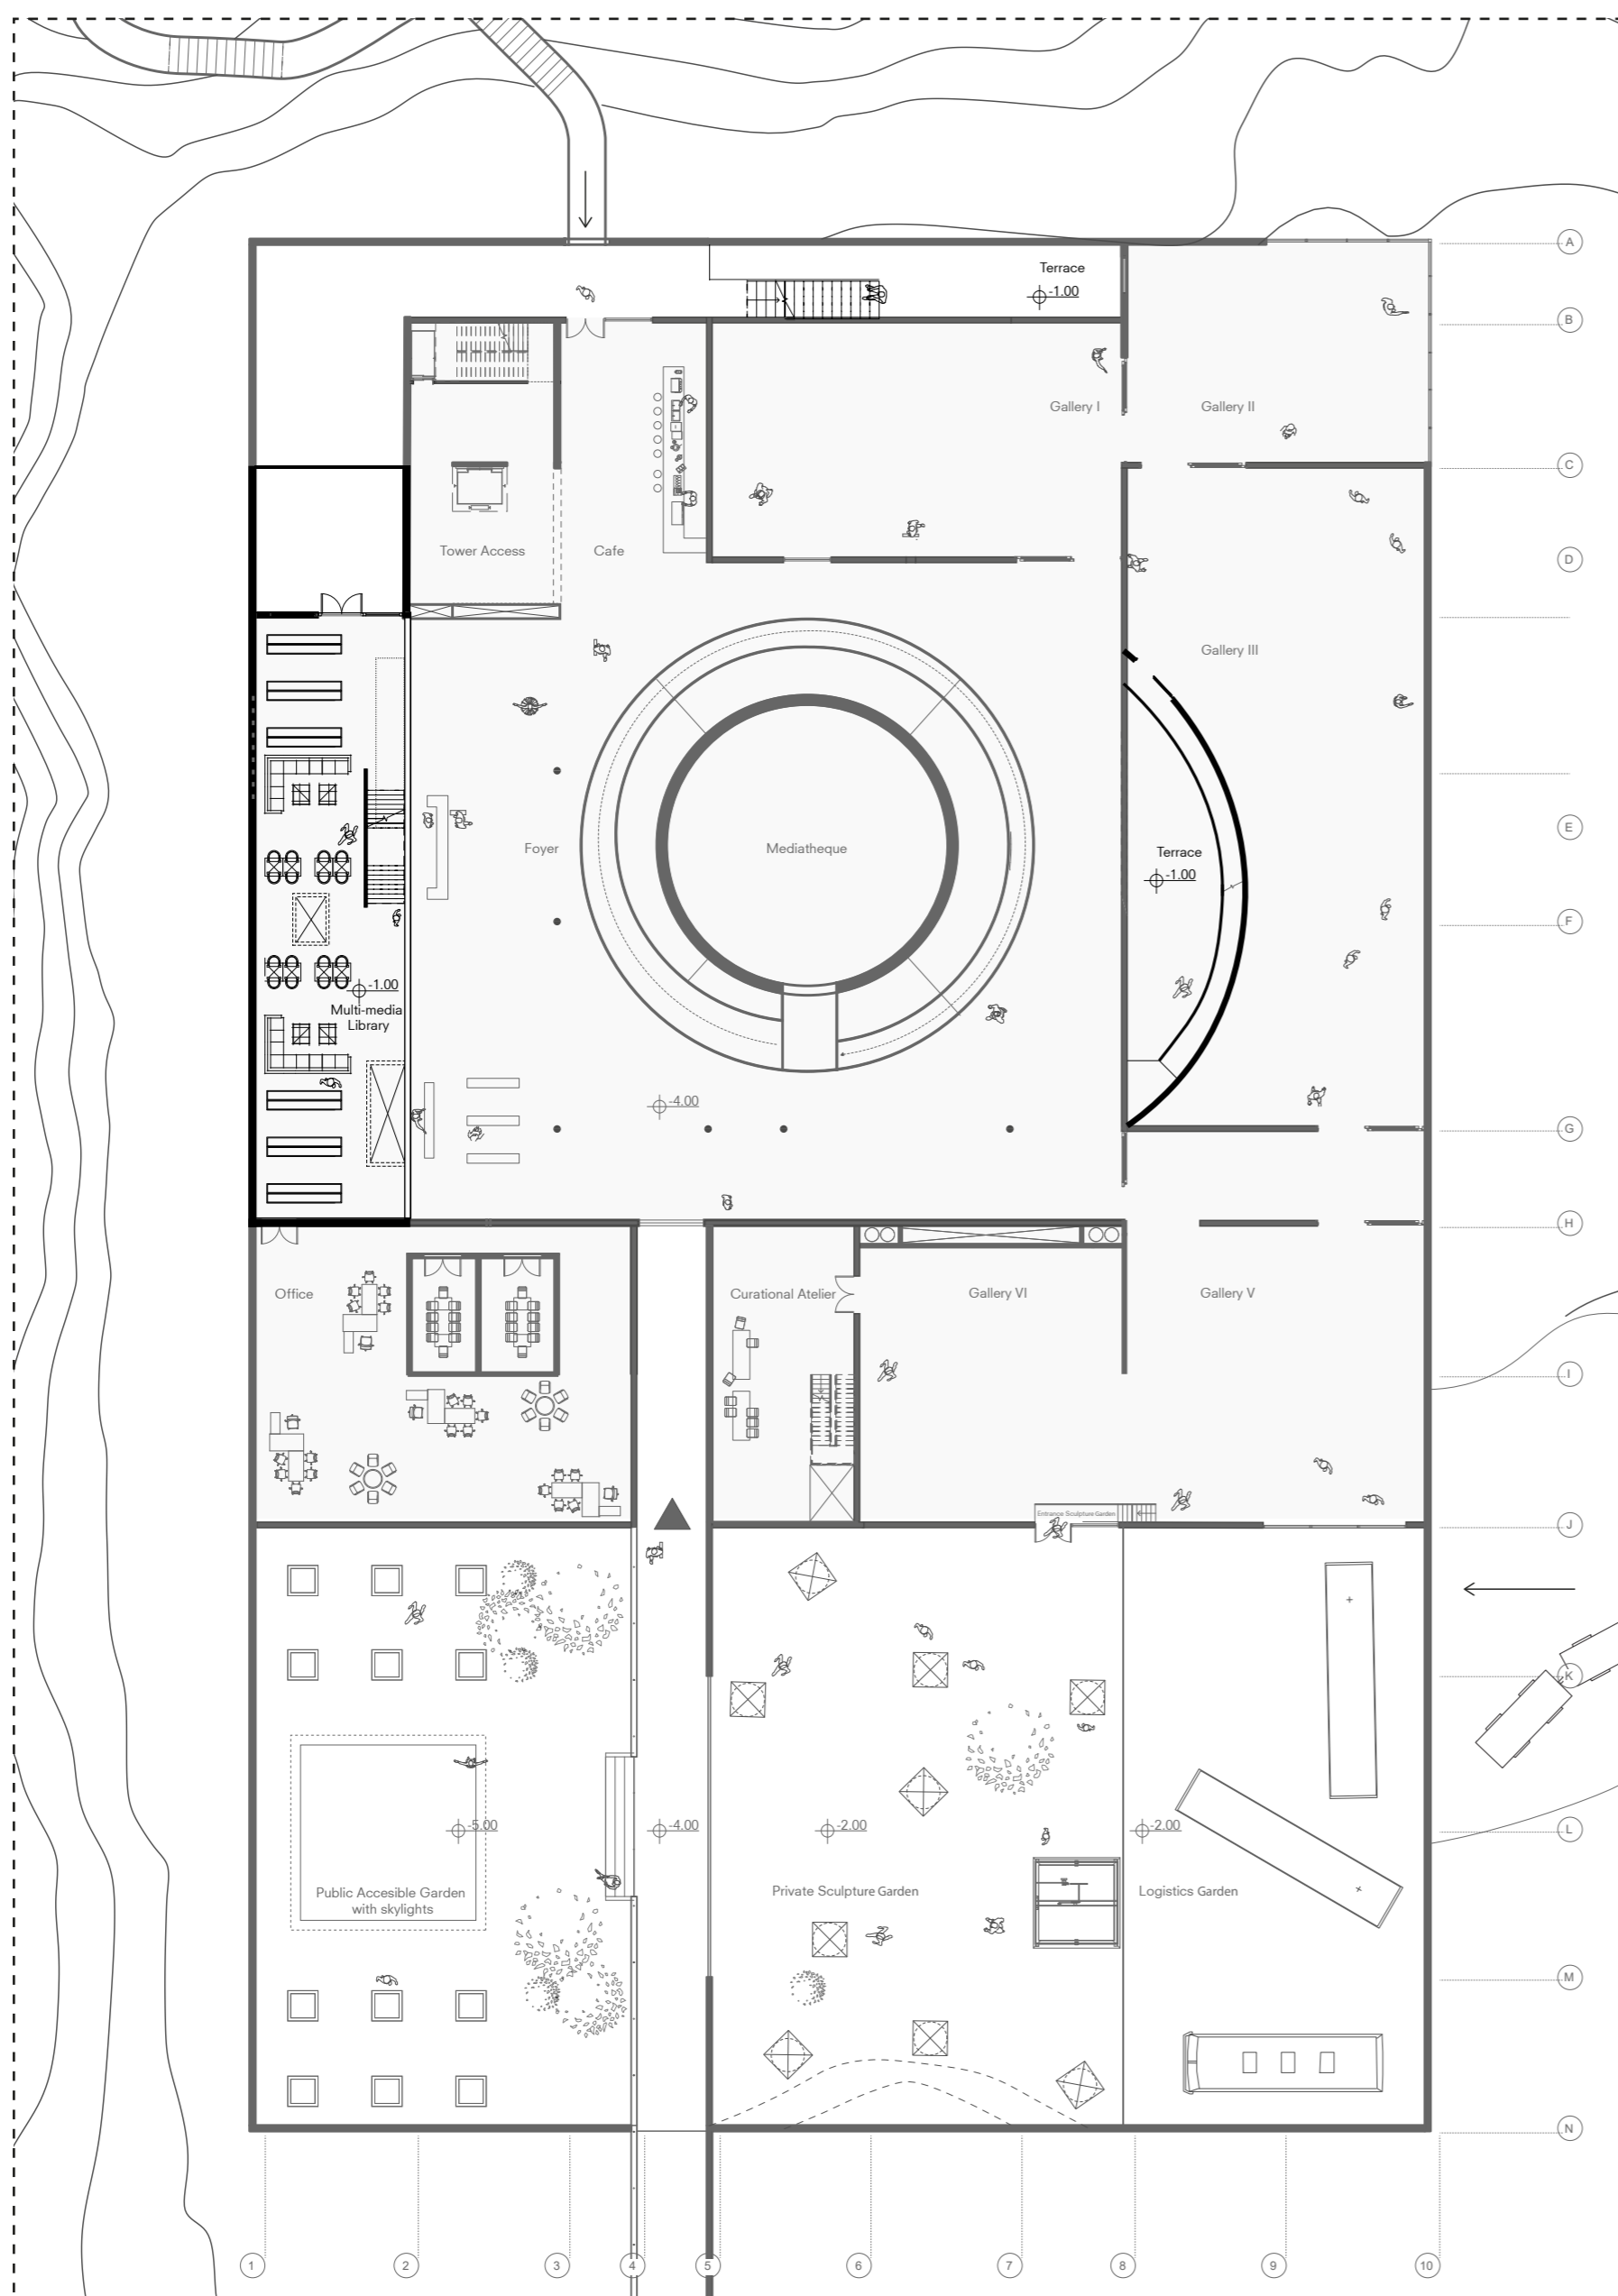 A
Terrace
-1.00
B
Gallery I
Gallery II
C
Tower Access
Cafe
D
Gallery III
E
Foyer
Mediatheque
Terrace
-1.00
F
-1.00
Multi-media
Library
-4.00
G
H
Office
Curational Atelier
Gallery VI
Gallery V
I
Entrance Sculpture Garden
J
K
-5.00
-4.00
-2.00
-2.00
L
Public Accesible Garden
with skylights
Private Sculpture Garden
Logistics Garden
M
N
1
2
3
4
5
6
7
8
9
10